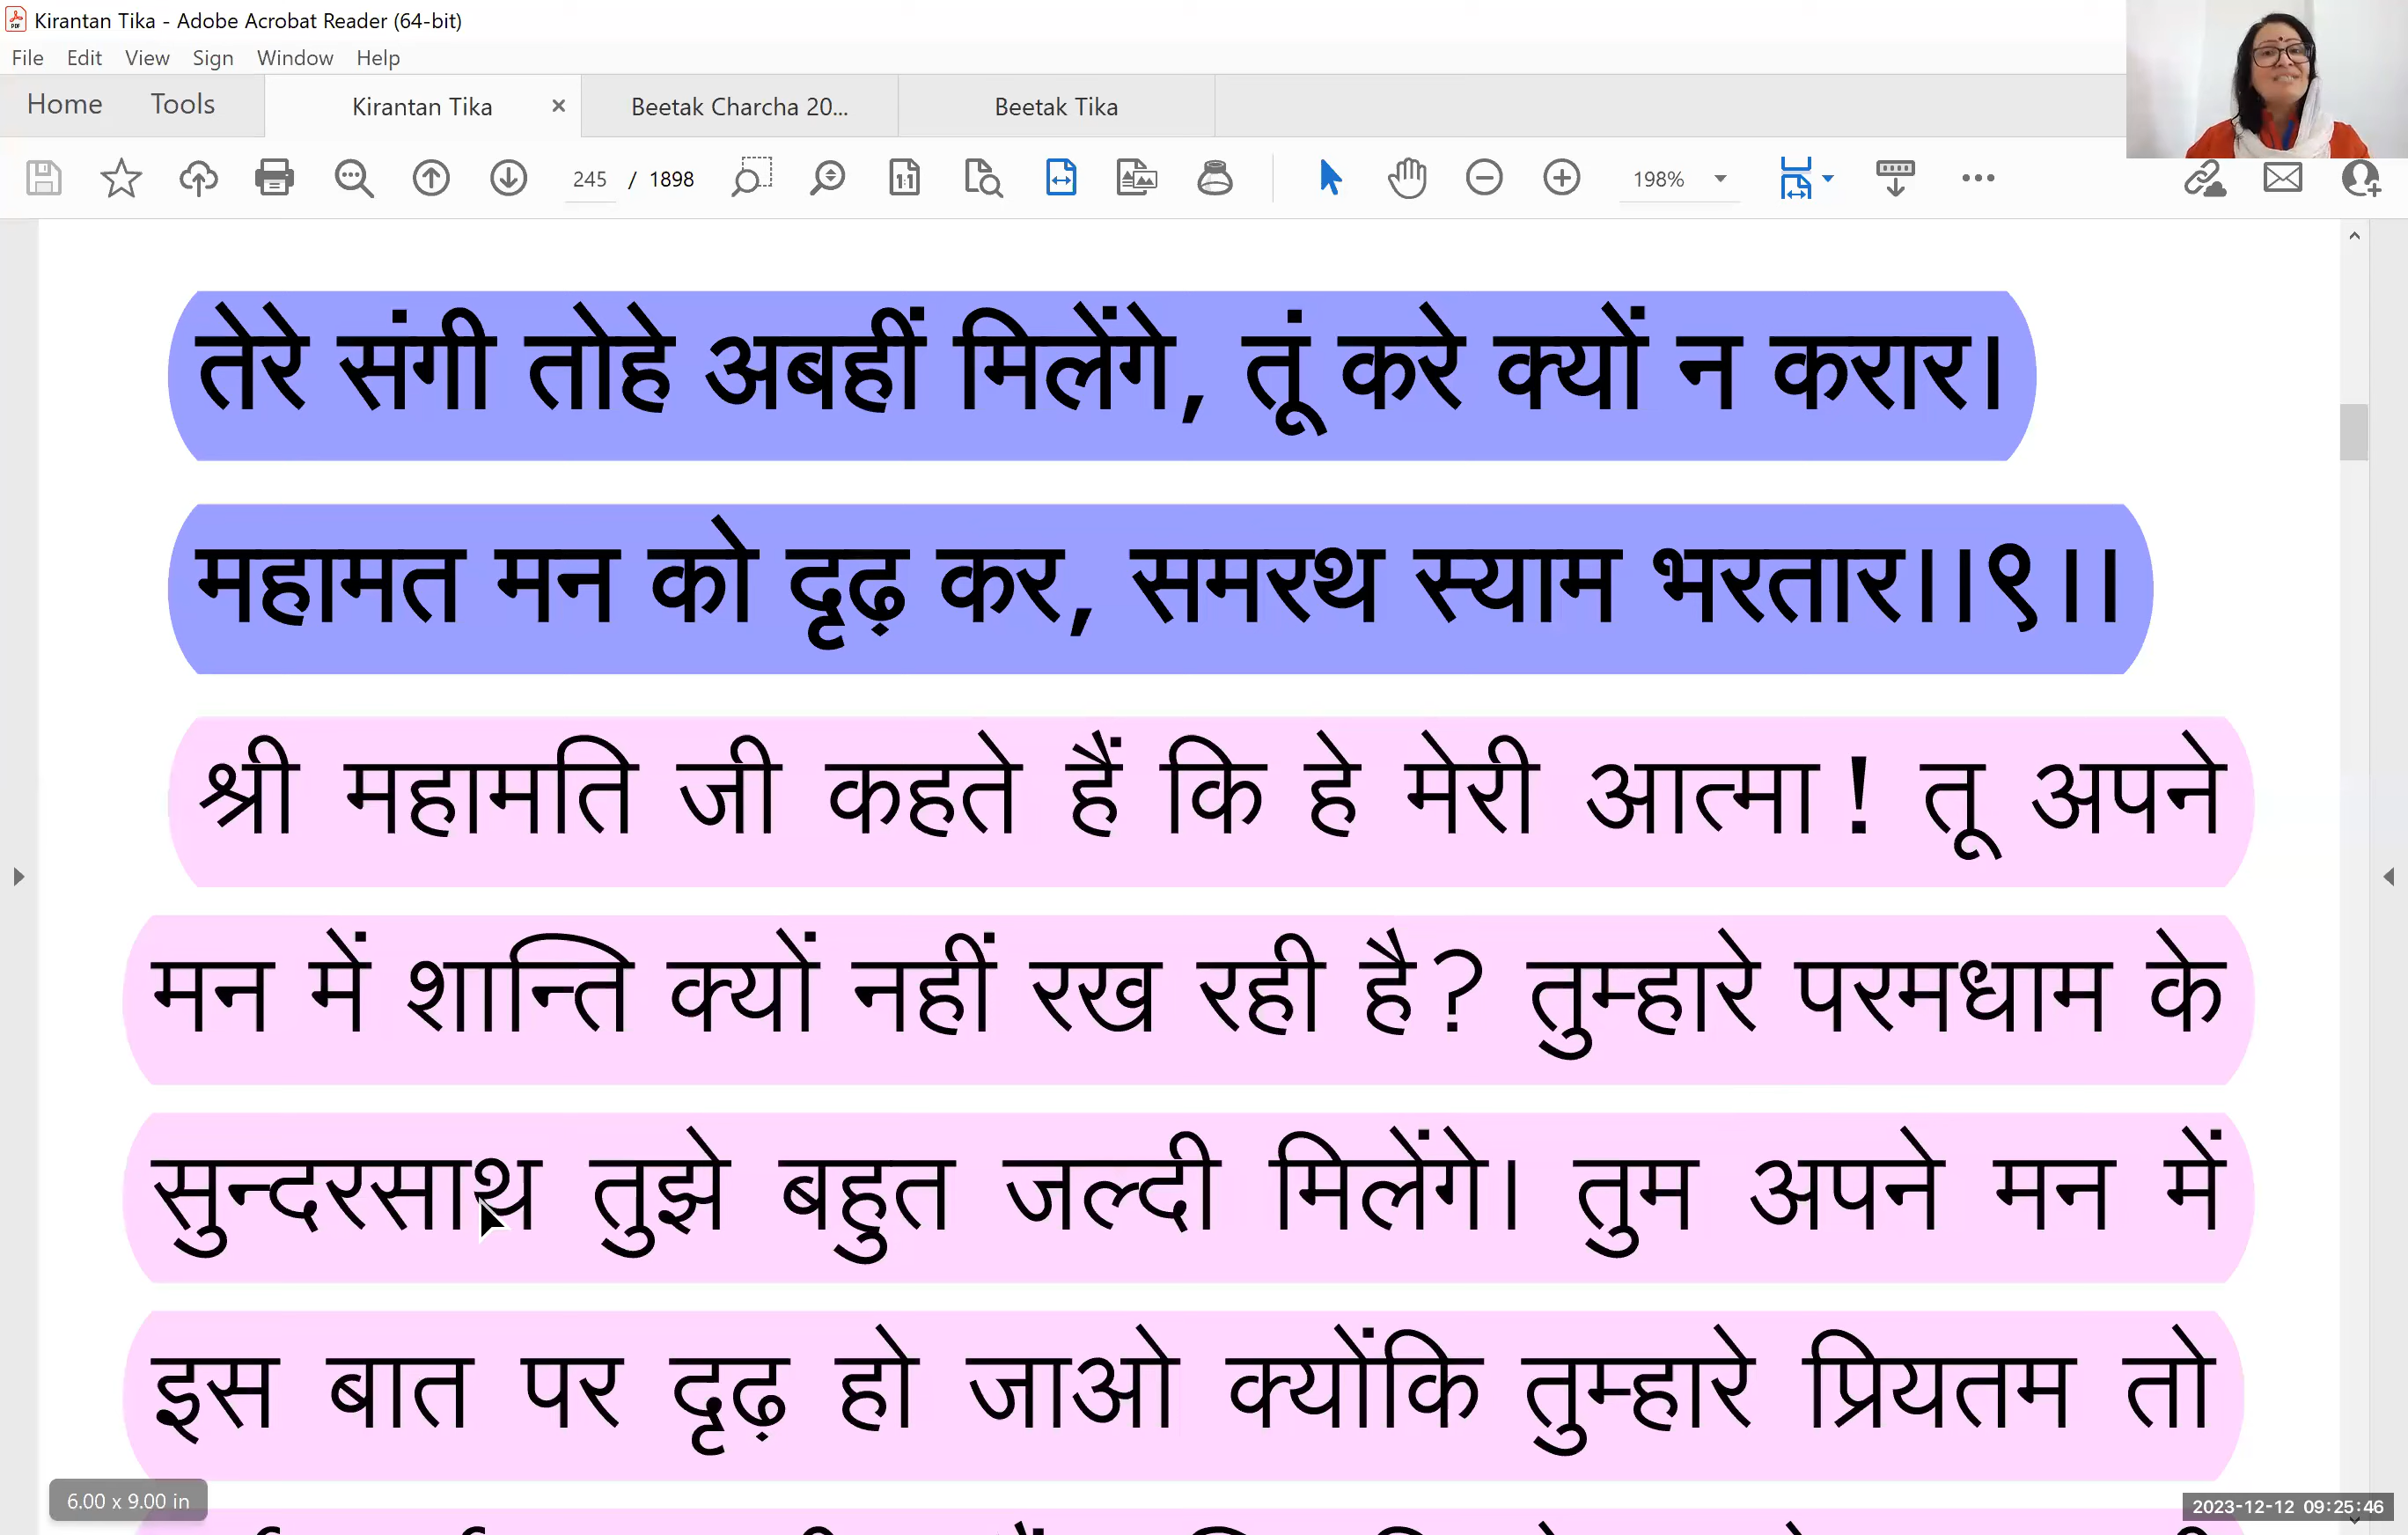 Kirantan Tika - Adobe Acrobat Reader (64-bit)
File Edit View Sign Window Help
Home Tools Kirantan Tika Beetak Charcha 20... Beetak Tika
245 / 1898 198%
तेरे संगी तोहे अबहीं मिलेंगे, तूं करे क्यों न करार।
महामत मन को दृढ़ कर, समरथ स्याम भरतार।।९।।
श्री महामति जी कहते हैं कि हे मेरी आत्मा! तू अपने
मन में शान्ति क्यों नहीं रख रही है? तुम्हारे परमधाम के
सुन्दरसाथ तुझे बहुत जल्दी मिलेंगे। तुम अपने मन में
इस बात पर दृढ़ हो जाओ क्योंकि तुम्हारे प्रियतम तो
6.00 x 9.00 in
2023-12-12 09:25:46